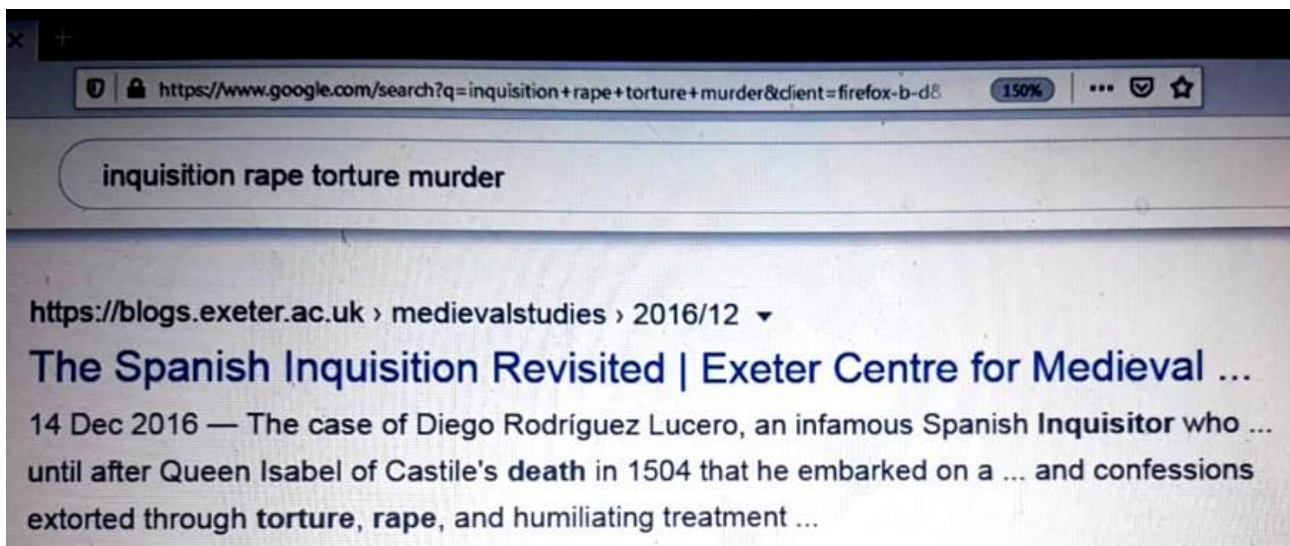 https://www.google.com/search?q=inquisition+rape+torture+murder&client=firefox-b-d8 150%
inquisition rape torture murder
https://blogs.exeter.ac.uk › medievalstudies › 2016/12
The Spanish Inquisition Revisited | Exeter Centre for Medieval ...
14 Dec 2016 — The case of Diego Rodríguez Lucero, an infamous Spanish Inquisitor who ...
until after Queen Isabel of Castile's death in 1504 that he embarked on a ... and confessions
extorted through torture, rape, and humiliating treatment ...